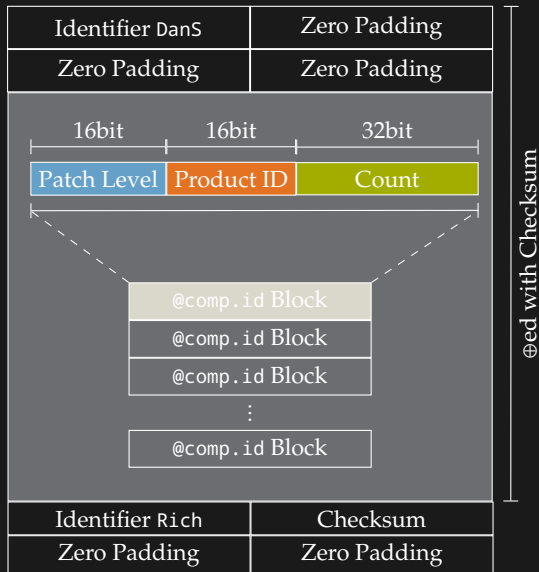 Identifier DanS Zero Padding
Zero Padding Zero Padding
16bit 16bit 32bit
Patch Level Product ID Count
@comp.id Block
@comp.id Block
@comp.id Block
⋮
@comp.id Block
Identifier Rich Checksum
Zero Padding Zero Padding
⊕ed with Checksum